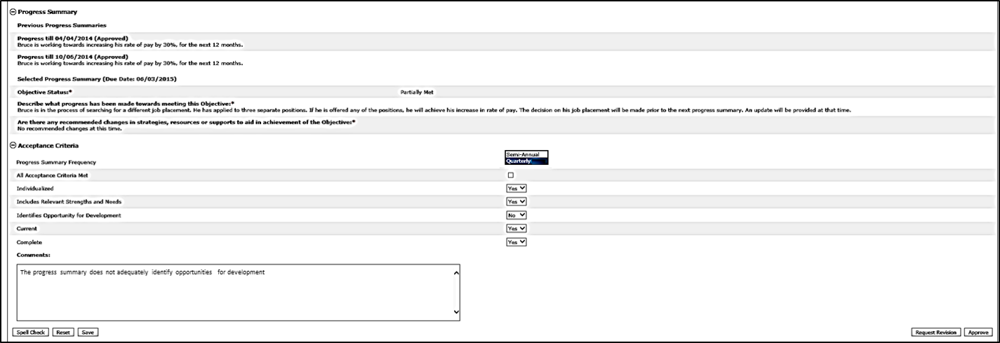 Progress Summary
Previous Progress Summaries
Progress till 04/04/2014 (Approved)
Bruce is working towards increasing his rate of pay by 30%, for the next 12 months.
Progress till 10/06/2014 (Approved)
Bruce is working towards increasing his rate of pay by 30%, for the next 12 months.
Selected Progress Summary (Due Date: 06/03/2015)
Objective Status:* Partially Met
Describe what progress has been made towards meeting this Objective:*
Bruce is in the process of searching for a different job placement. He has applied to three separate positions. If he is offered any of the positions, he will achieve his increase in rate of pay. The decision on his job placement will be made prior to the next progress summary. An update will be provided at that time.
Are there any recommended changes in strategies, resources or supports to aid in achievement of the Objective:*
No recommended changes at this time.
Acceptance Criteria
Semi-Annual
Progress Summary Frequency Quarterly
All Acceptance Criteria Met
Individualized Yes
Includes Relevant Strengths and Needs Yes
Identifies Opportunity for Development No
Current Yes
Complete Yes
Comments:
The progress summary does not adequately identify opportunities for development
Spell Check Reset Save Request Revision Approve